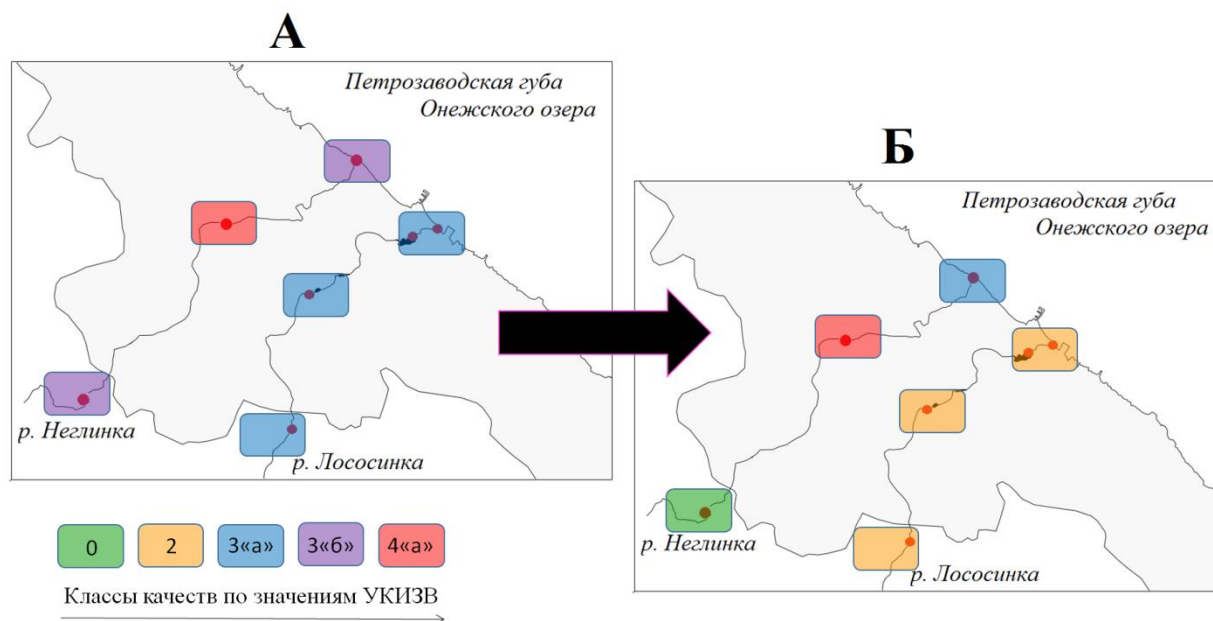 А
Петрозаводская губа
Онежского озера
р. Неглинка
р. Лососинка
Б
Петрозаводская губа
Онежского озера
р. Неглинка
р. Лососинка
0
2
3«а»
3«б»
4«а»
Классы качеств по значениям УКИЗВ